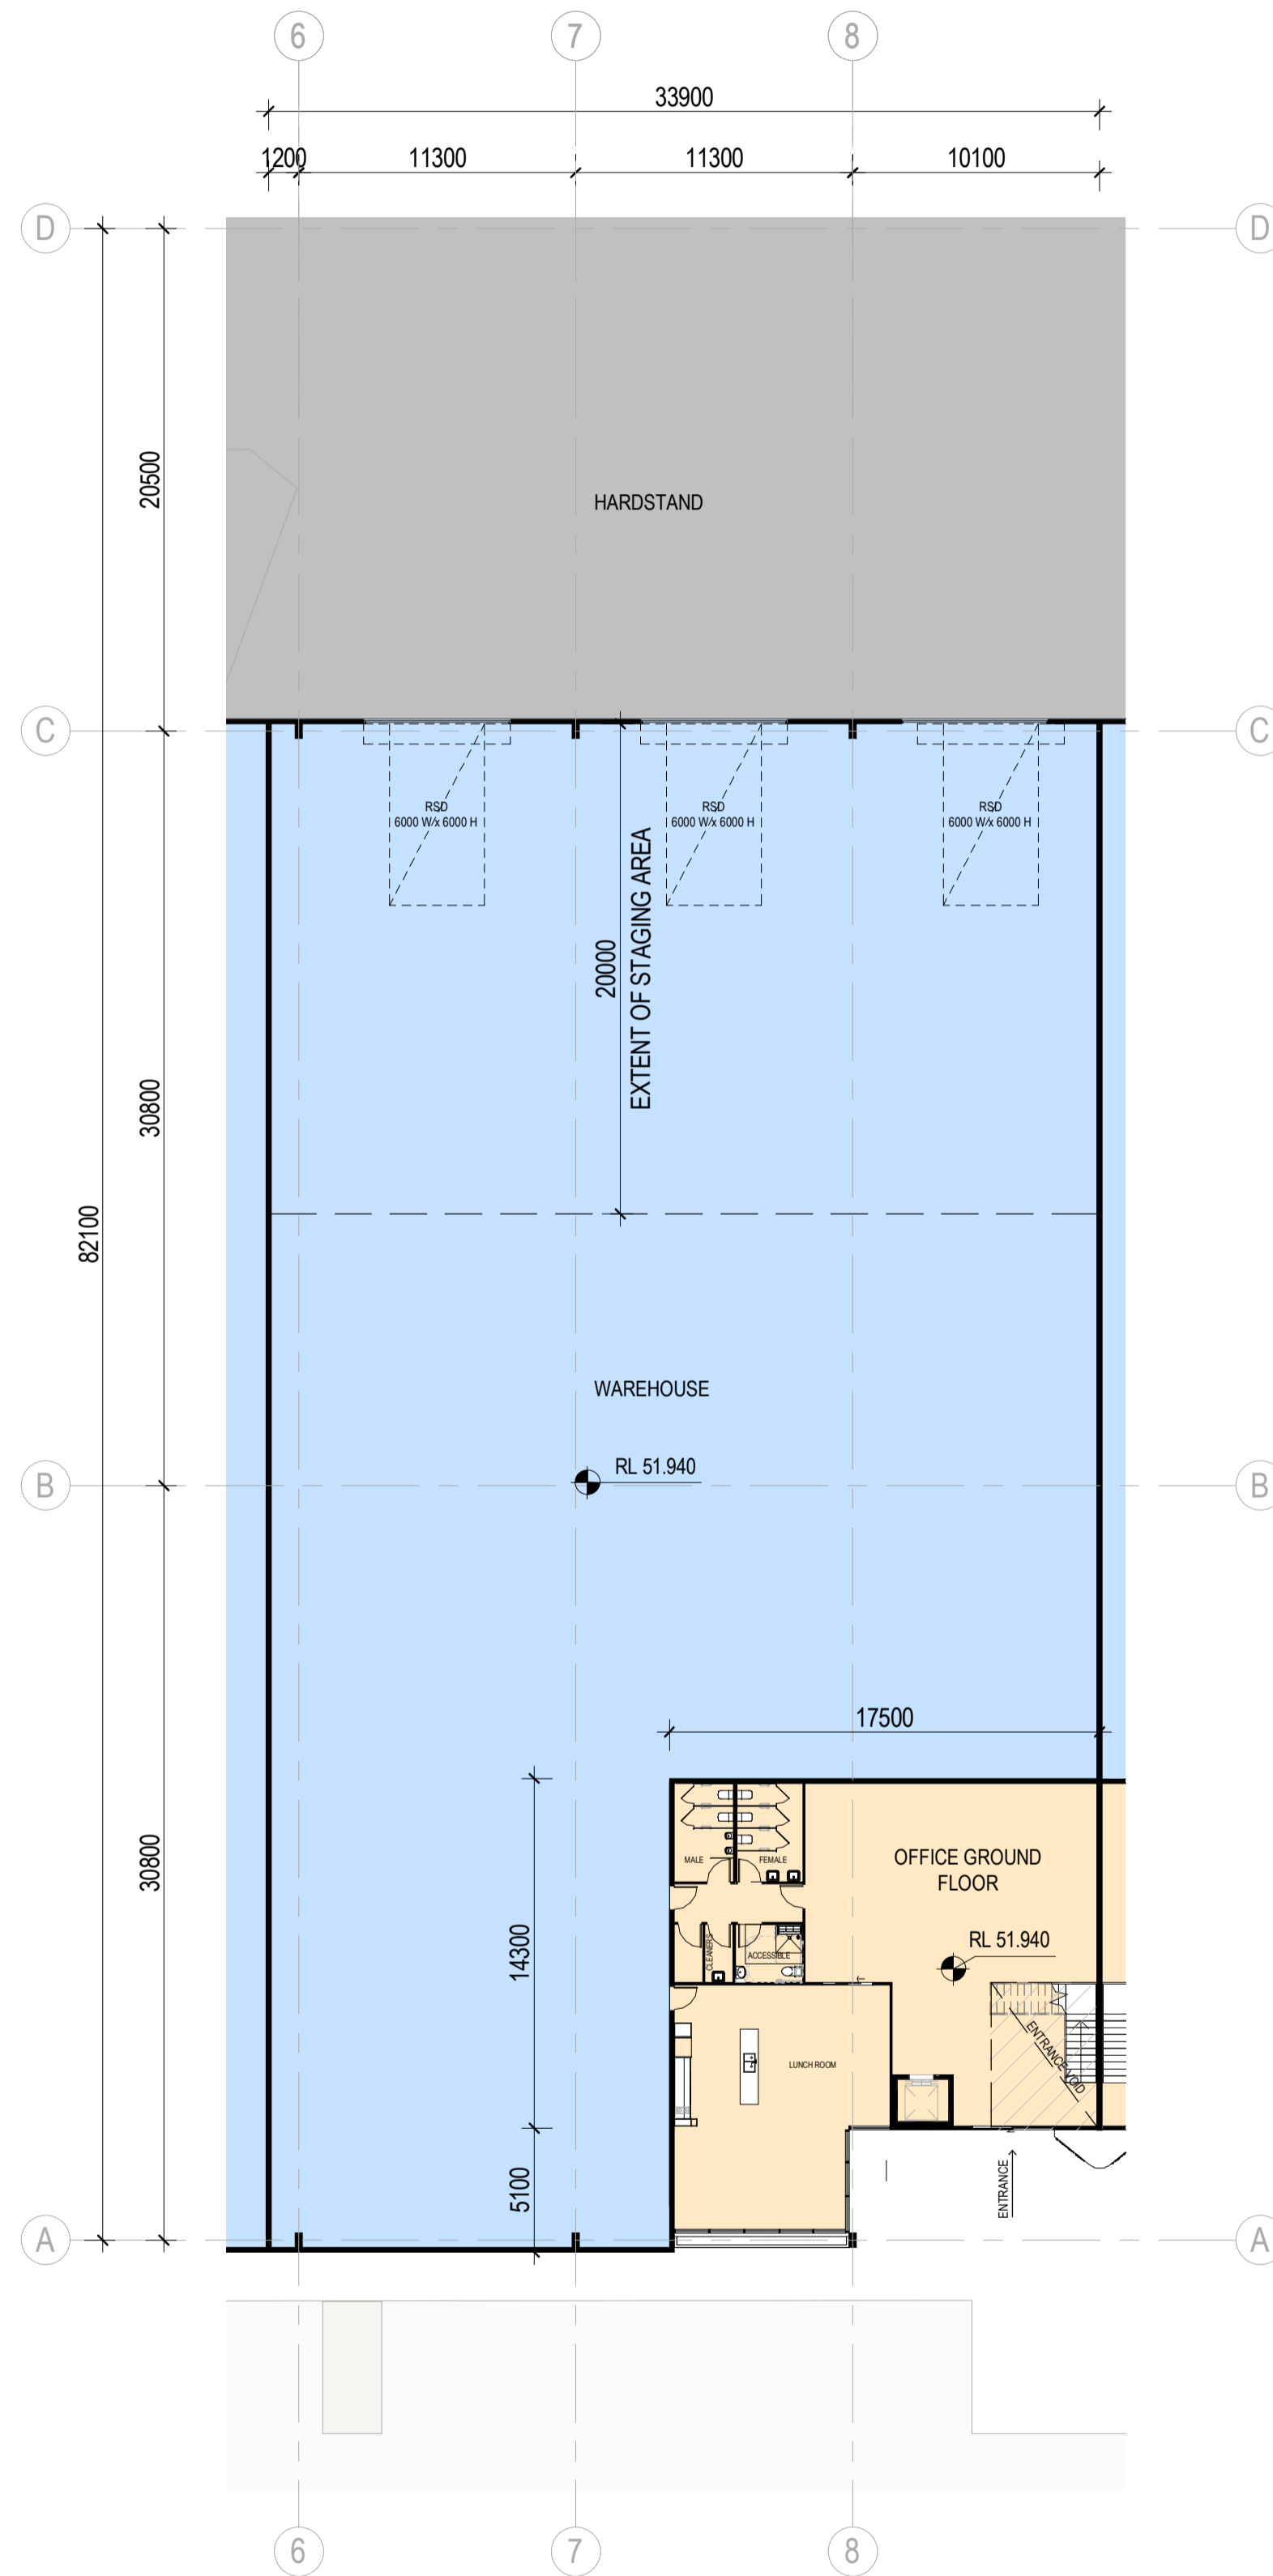 6 7 8
33900
1200 11300 11300 10100
D D
20500
HARDSTAND
C C
RSD RSD RSD
6000 W x 6000 H 6000 W x 6000 H 6000 W x 6000 H
20000
EXTENT OF STAGING AREA
30800
82100
WAREHOUSE
RL 51.940
B B
17500
30800
14300
5100
MALE
FEMALE
OFFICE GROUND
FLOOR
RL 51.940
CLEANERS
ACCESSIBLE
LUNCH ROOM
ENTRANCE VOID
ENTRANCE
A A
6 7 8